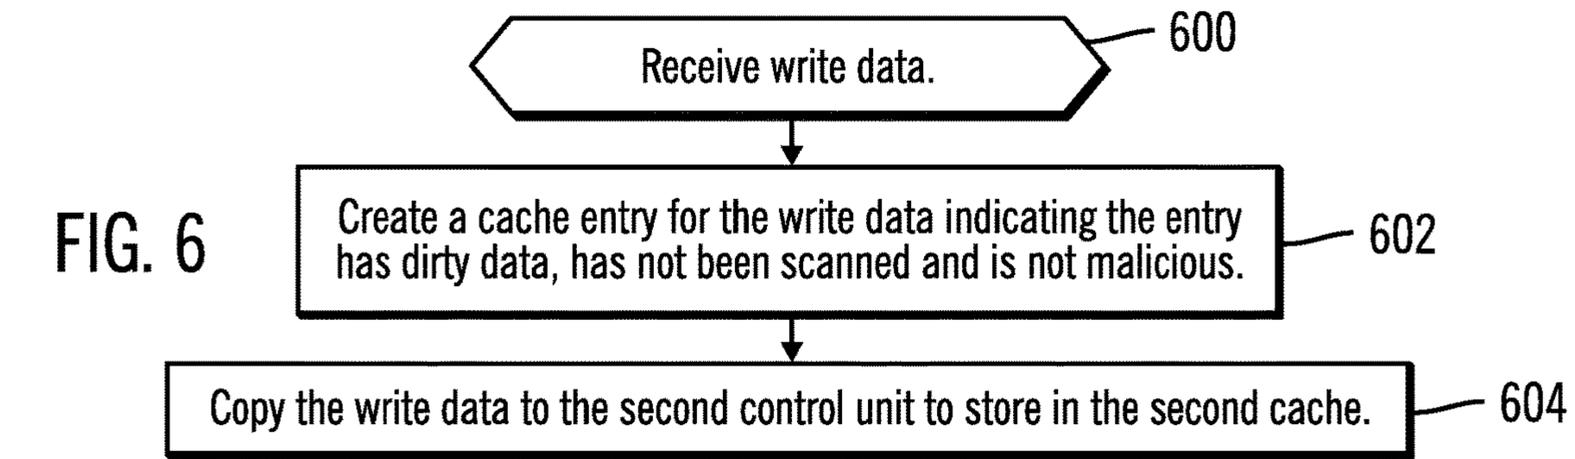 Receive write data.
600
FIG. 6
Create a cache entry for the write data indicating the entry
has dirty data, has not been scanned and is not malicious.
602
Copy the write data to the second control unit to store in the second cache.
604